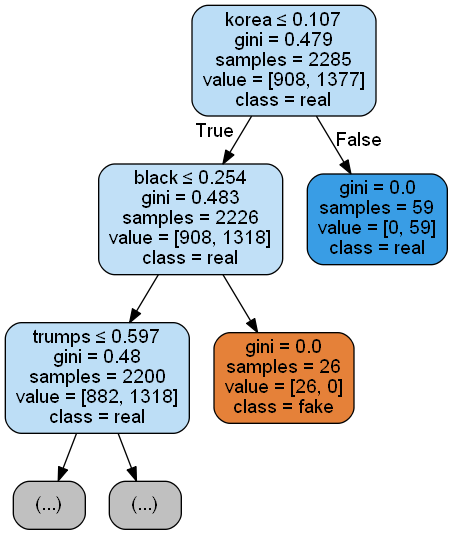 korea ≤ 0.107
gini = 0.479
samples = 2285
value = [908, 1377]
class = real
True
False
black ≤ 0.254
gini = 0.483
samples = 2226
value = [908, 1318]
class = real
gini = 0.0
samples = 59
value = [0, 59]
class = real
trumps ≤ 0.597
gini = 0.48
samples = 2200
value = [882, 1318]
class = real
gini = 0.0
samples = 26
value = [26, 0]
class = fake
(...)
(...)